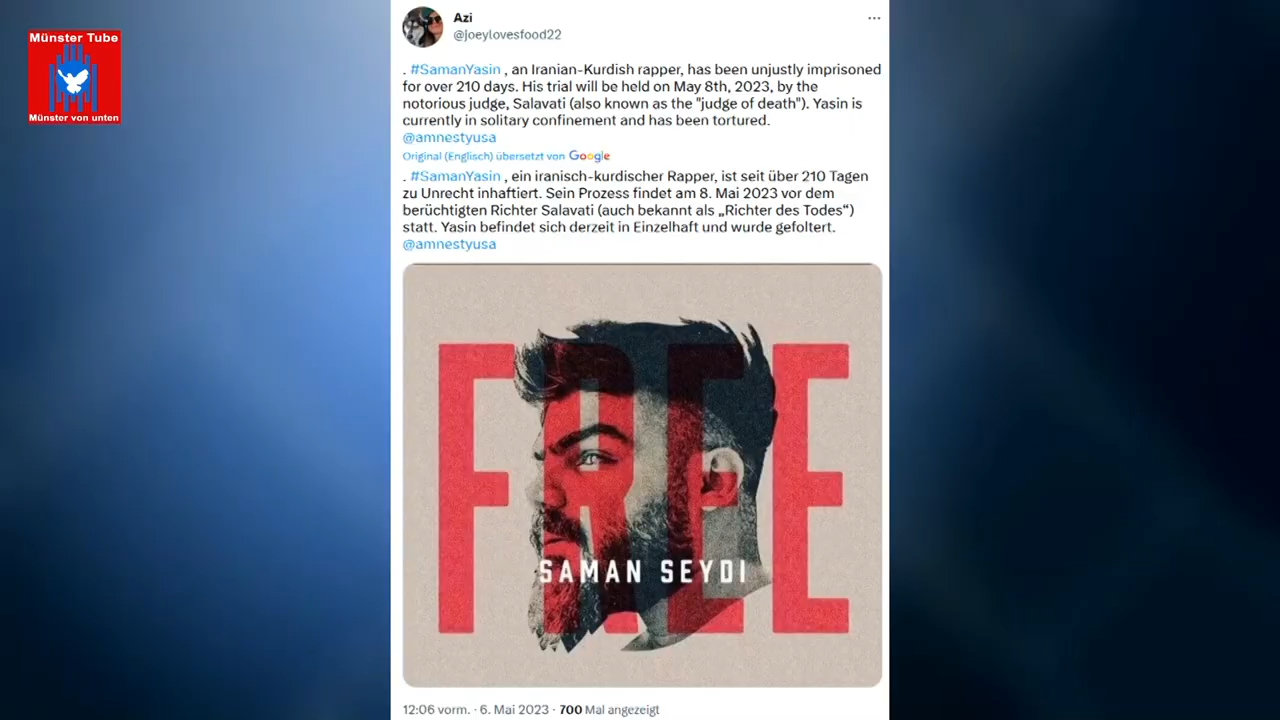 Münster Tube
Münster von unten
Azi
@joeylovesfood22
. #SamanYasin , an Iranian-Kurdish rapper, has been unjustly imprisoned
for over 210 days. His trial will be held on May 8th, 2023, by the
notorious judge, Salavati (also known as the "judge of death"). Yasin is
currently in solitary confinement and has been tortured.
@amnestyusa
Original (Englisch) übersetzt von Google
. #SamanYasin , ein iranisch-kurdischer Rapper, ist seit über 210 Tagen
zu Unrecht inhaftiert. Sein Prozess findet am 8. Mai 2023 vor dem
berüchtigten Richter Salavati (auch bekannt als „Richter des Todes“)
statt. Yasin befindet sich derzeit in Einzelhaft und wurde gefoltert.
@amnestyusa
FREE
SAMAN SEYDI
12:06 vorm. · 6. Mai 2023 · 700 Mal angezeigt